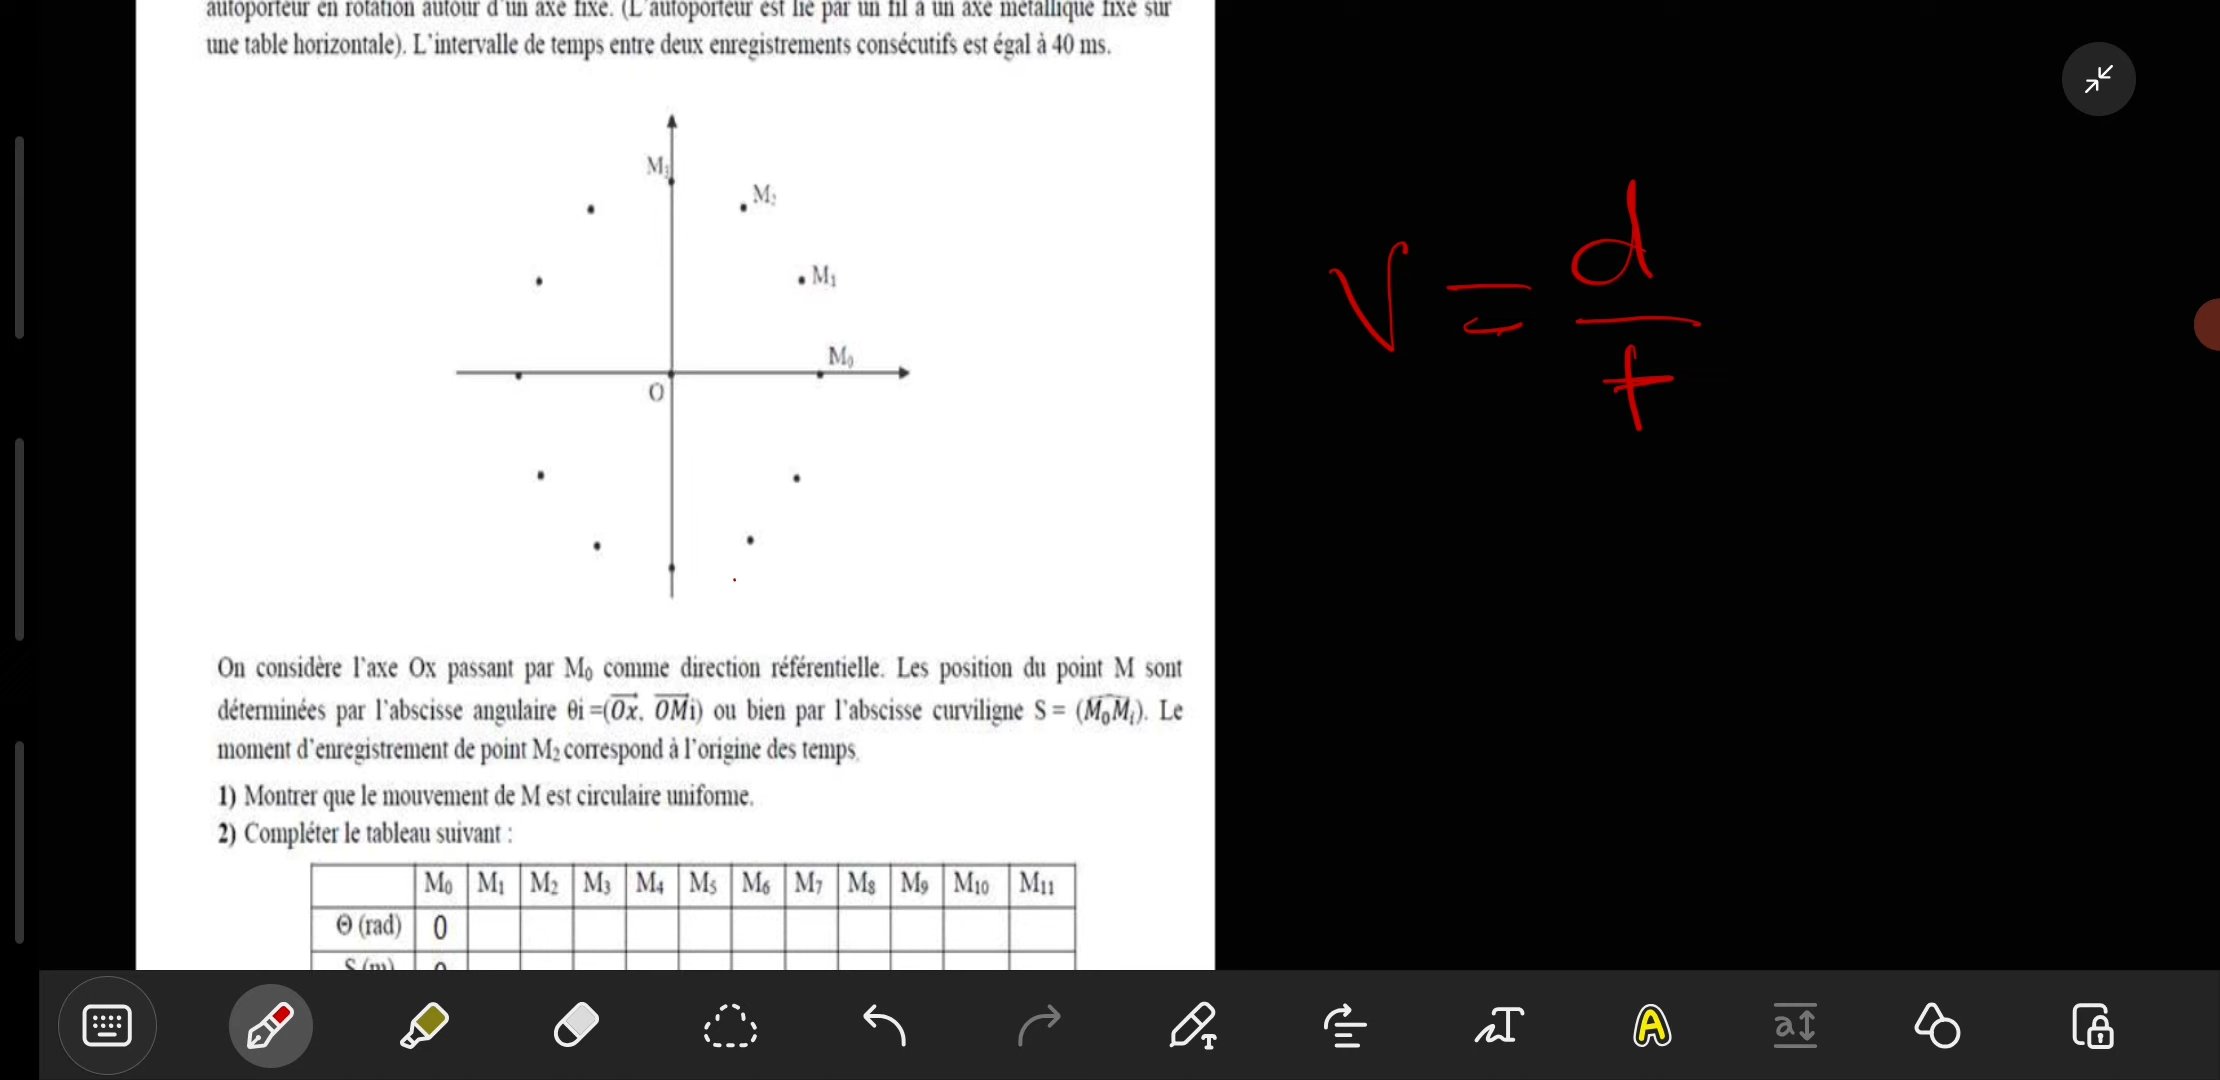 autoporteur en rotation autour d'un axe fixe. (L'autoporteur est lié par un fil à un axe métallique fixé sur
une table horizontale). L'intervalle de temps entre deux enregistrements consécutifs est égal à 40 ms.
M₃
M₂
M₁
M₀
O
V = d/t
On considère l'axe Ox passant par M₀ comme direction référentielle. Les position du point M sont
déterminées par l'abscisse angulaire θi =(Ox, OMi) ou bien par l'abscisse curviligne S = (M₀Mᵢ). Le
moment d'enregistrement de point M₂ correspond à l'origine des temps.
1) Montrer que le mouvement de M est circulaire uniforme.
2) Compléter le tableau suivant :
M₀ M₁ M₂ M₃ M₄ M₅ M₆ M₇ M₈ M₉ M₁₀ M₁₁
Θ (rad) 0
S (m) 0